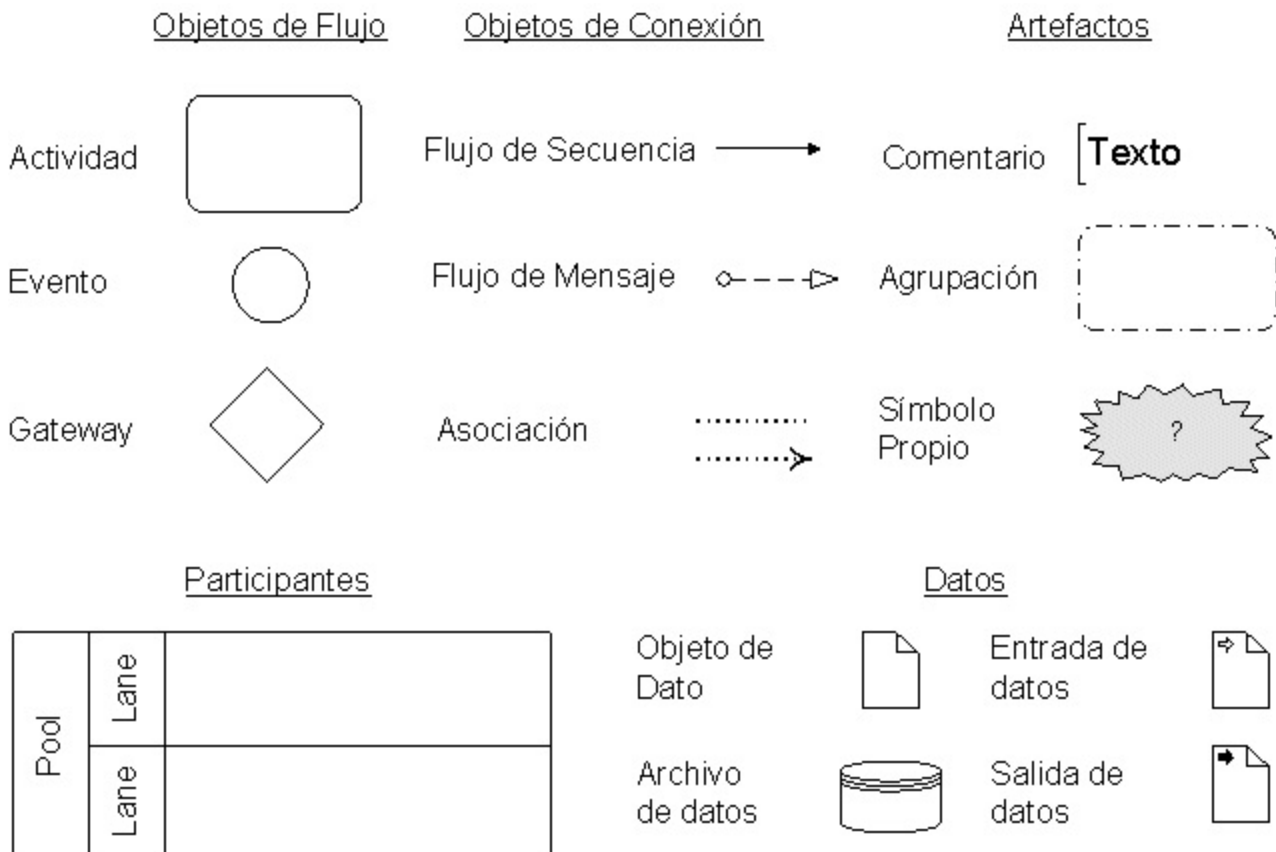 Objetos de Flujo
Objetos de Conexión
Artefactos
Actividad
Flujo de Secuencia
Comentario
Texto
Evento
Flujo de Mensaje
Agrupación
Gateway
Asociación
Símbolo
Propio
?
Participantes
Datos
Pool
Lane
Lane
Objeto de
Dato
Entrada de
datos
Archivo
de datos
Salida de
datos